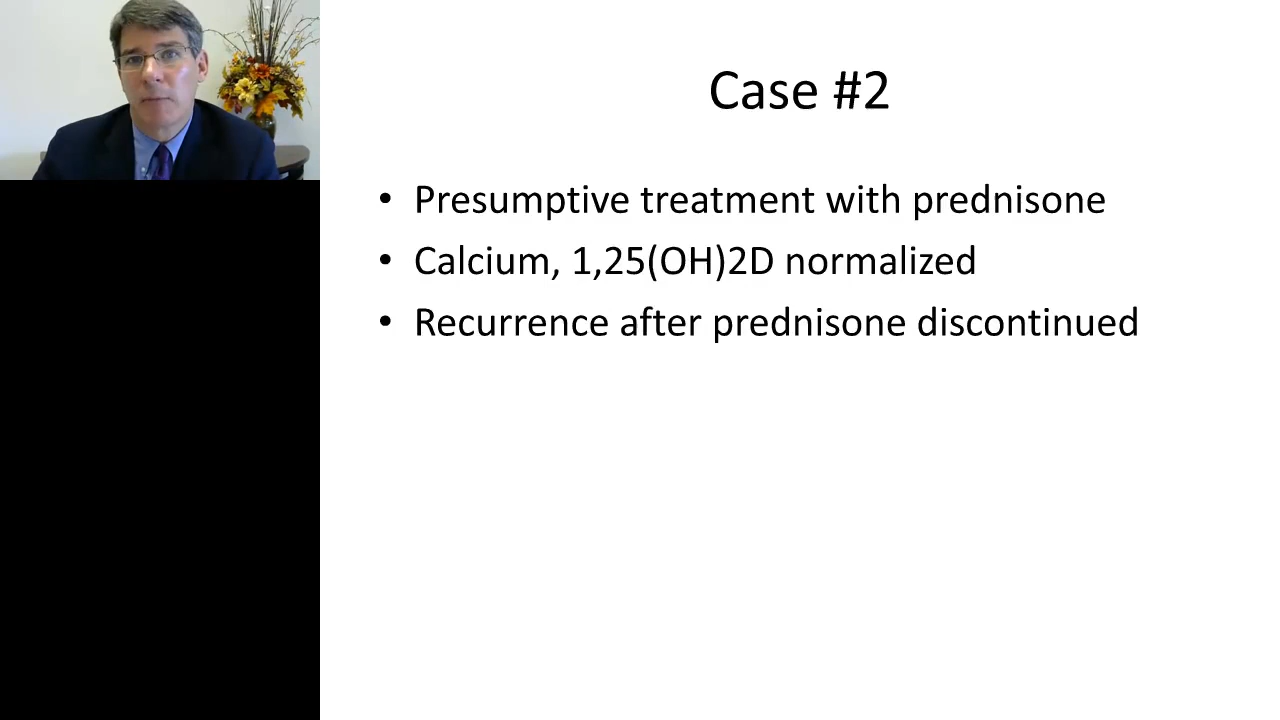 Case #2
• Presumptive treatment with prednisone
• Calcium, 1,25(OH)2D normalized
• Recurrence after prednisone discontinued